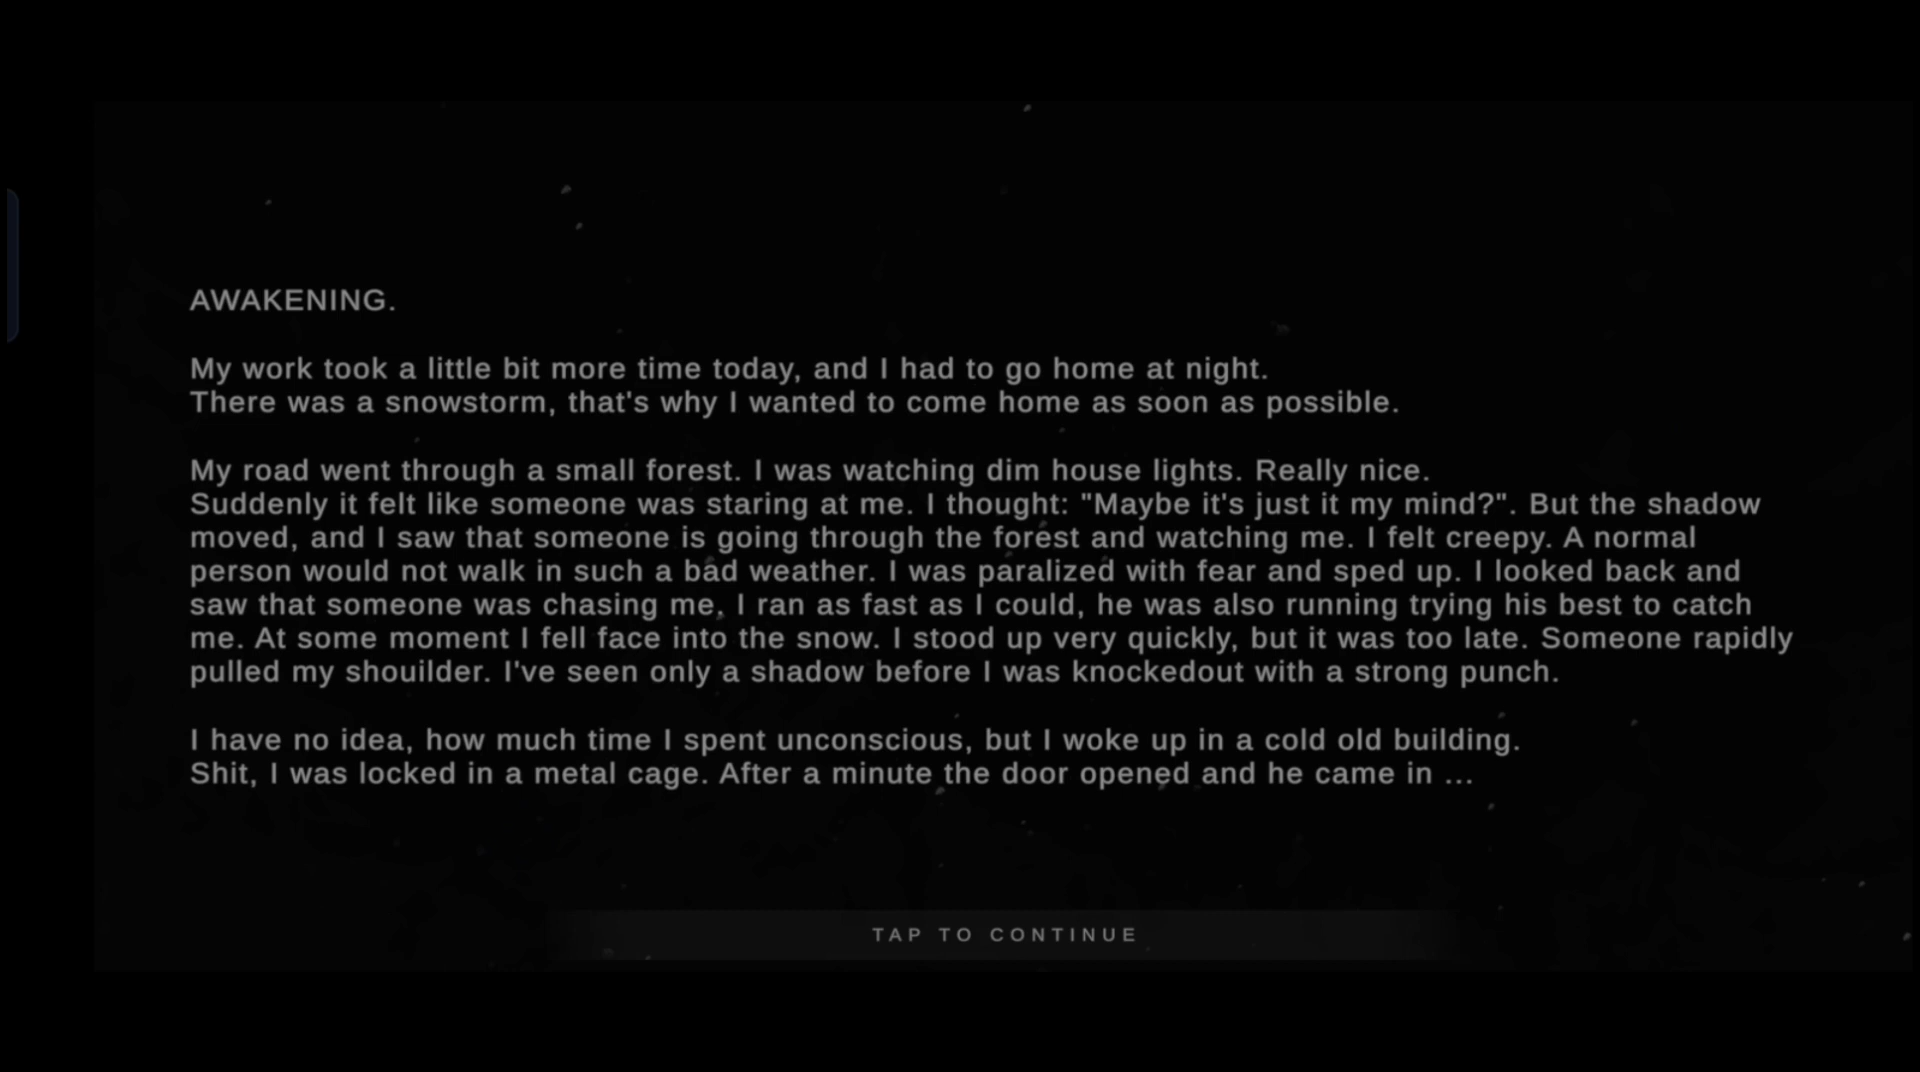 AWAKENING.
My work took a little bit more time today, and I had to go home at night.
There was a snowstorm, that's why I wanted to come home as soon as possible.
My road went through a small forest. I was watching dim house lights. Really nice.
Suddenly it felt like someone was staring at me. I thought: "Maybe it's just it my mind?". But the shadow
moved, and I saw that someone is going through the forest and watching me. I felt creepy. A normal
person would not walk in such a bad weather. I was paralized with fear and sped up. I looked back and
saw that someone was chasing me. I ran as fast as I could, he was also running trying his best to catch
me. At some moment I fell face into the snow. I stood up very quickly, but it was too late. Someone rapidly
pulled my shouilder. I've seen only a shadow before I was knockedout with a strong punch.
I have no idea, how much time I spent unconscious, but I woke up in a cold old building.
Shit, I was locked in a metal cage. After a minute the door opened and he came in ...
TAP TO CONTINUE